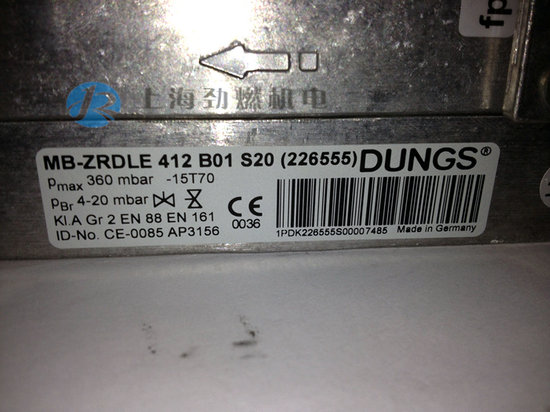 fp
上海劲燃机电
MB-ZRDLE 412 B01 S20 (226555) DUNGS®
Pmax 360 mbar -15T70
PBr 4-20 mbar
Kl.A Gr 2 EN 88 EN 161
ID-No. CE-0085 AP3156
CE
0036
1PDK226555S00007485 Made in Germany